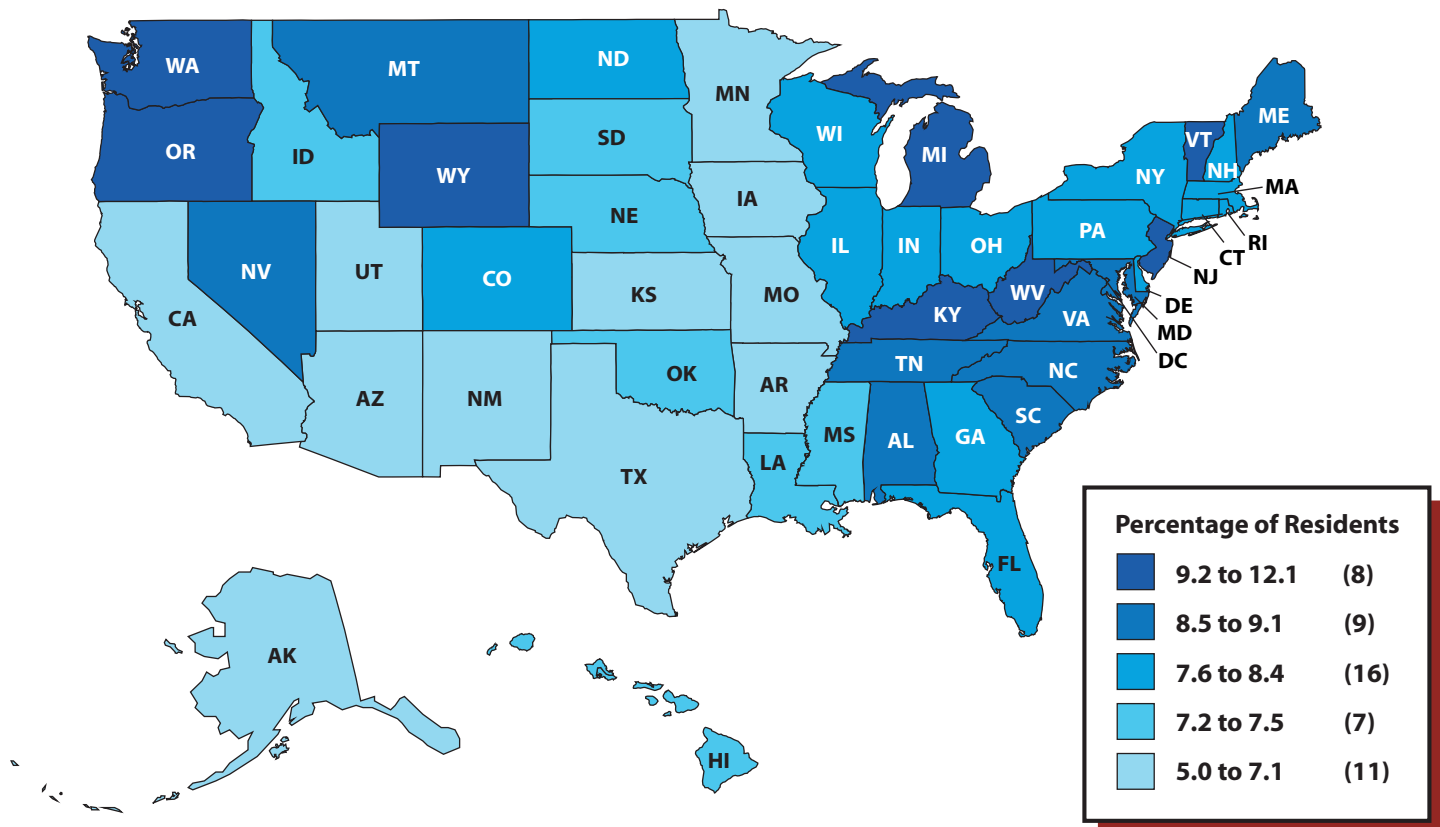 WA
MT
ND
MN
OR
ID
WY
SD
WI
MI
VT
ME
NH
NY
MA
NV
UT
CO
NE
IA
IL
IN
OH
PA
RI
CT
NJ
CA
KS
MO
KY
WV
VA
DE
MD
DC
AZ
NM
OK
AR
TN
NC
SC
TX
LA
MS
AL
GA
FL
AK
HI
Percentage of Residents
9.2 to 12.1 (8)
8.5 to 9.1 (9)
7.6 to 8.4 (16)
7.2 to 7.5 (7)
5.0 to 7.1 (11)